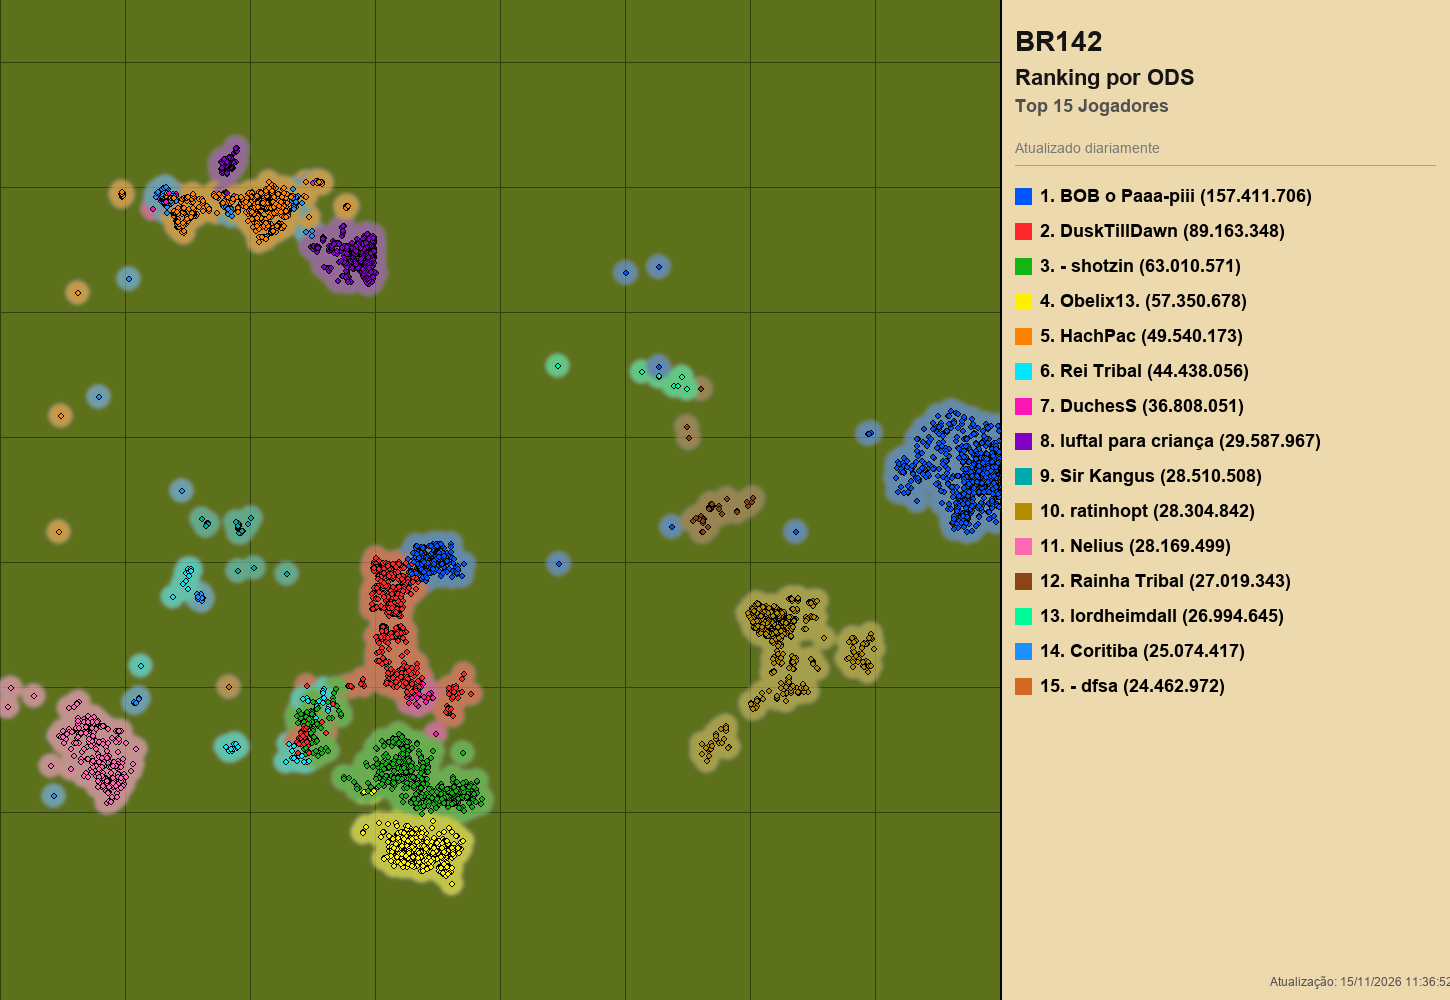 BR142
Ranking por ODS
Top 15 Jogadores
Atualizado diariamente
1. BOB o Paaa-piii (157.411.706)
2. DuskTillDawn (89.163.348)
3. - shotzin (63.010.571)
4. Obelix13. (57.350.678)
5. HachPac (49.540.173)
6. Rei Tribal (44.438.056)
7. DuchesS (36.808.051)
8. luftal para criança (29.587.967)
9. Sir Kangus (28.510.508)
10. ratinhopt (28.304.842)
11. Nelius (28.169.499)
12. Rainha Tribal (27.019.343)
13. lordheimdall (26.994.645)
14. Coritiba (25.074.417)
15. - dfsa (24.462.972)
Atualização: 15/11/2026 11:36:52